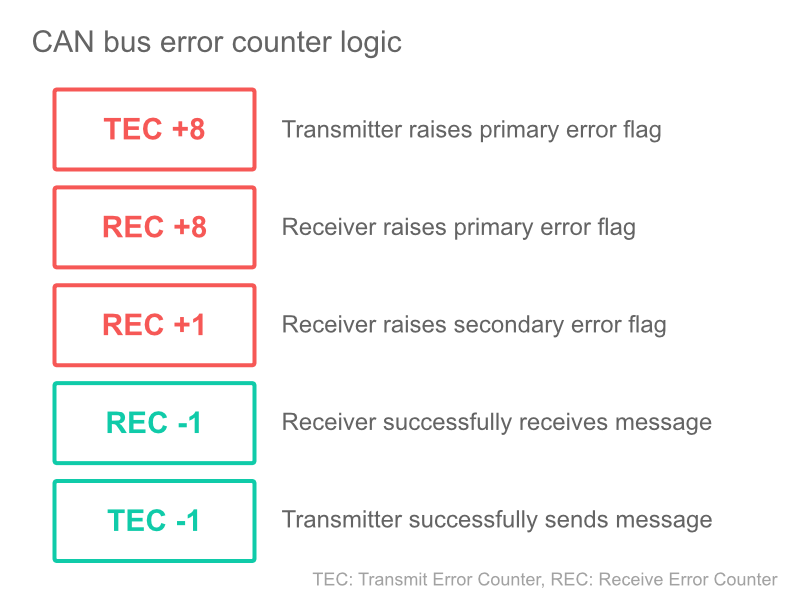 CAN bus error counter logic
TEC +8
Transmitter raises primary error flag
REC +8
Receiver raises primary error flag
REC +1
Receiver raises secondary error flag
REC -1
Receiver successfully receives message
TEC -1
Transmitter successfully sends message
TEC: Transmit Error Counter, REC: Receive Error Counter